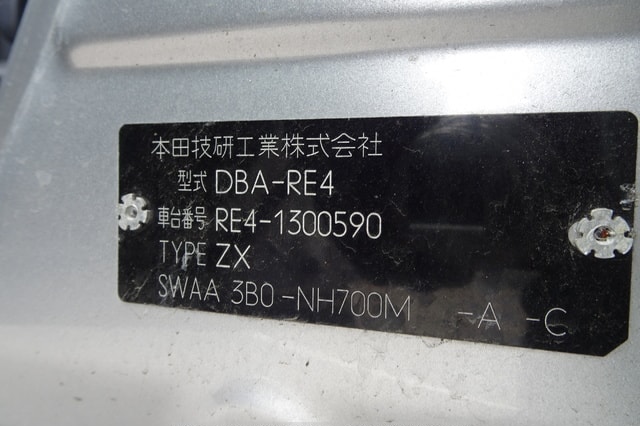 本田技研工業株式会社
型式 DBA-RE4
車台番号 RE4-1300590
TYPE ZX
SWAA 3B0 -NH700M -A -C